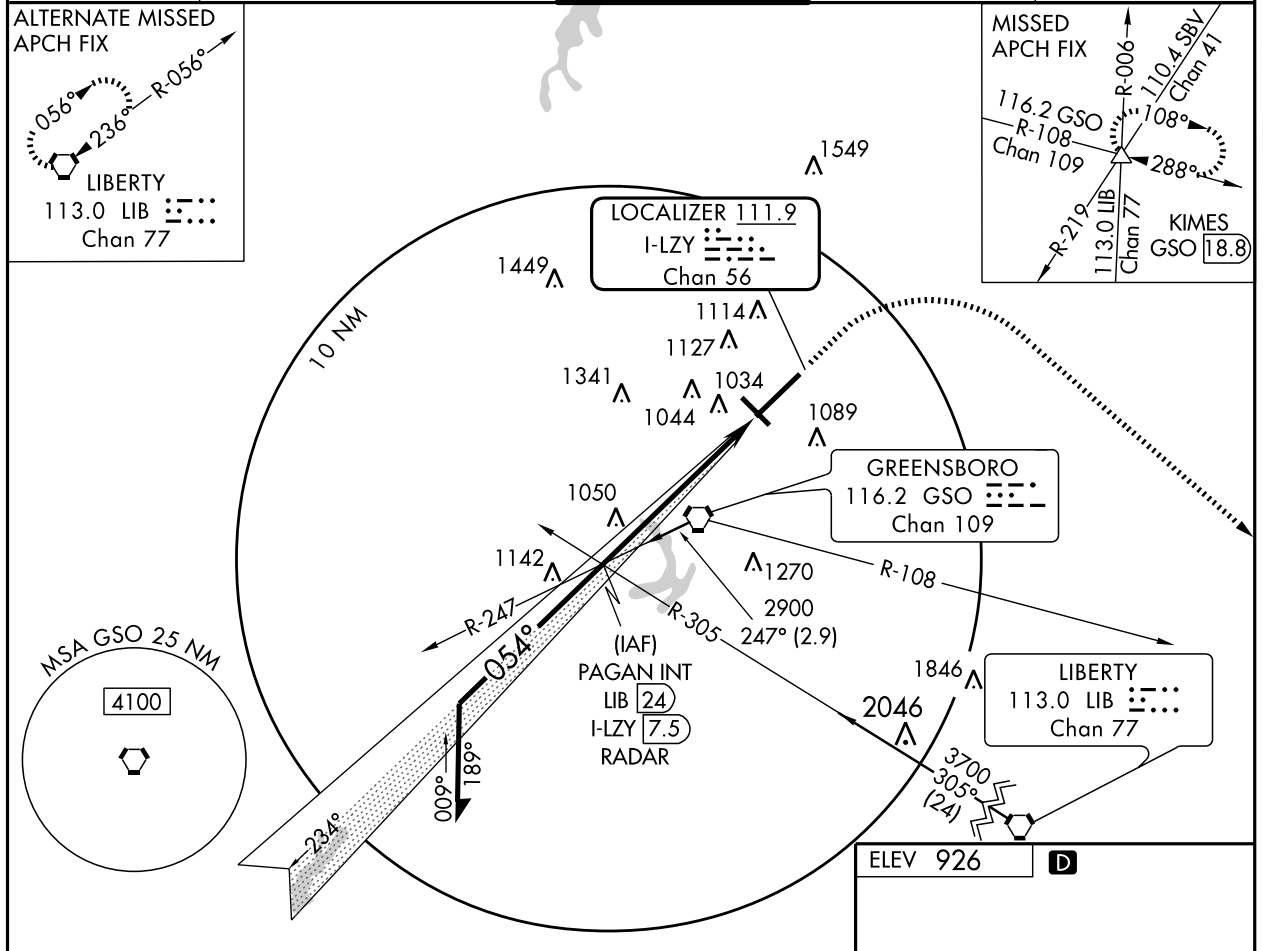 ALTERNATE MISSED
APCH FIX
R-056°
056°
236°
LIBERTY
113.0 LIB
Chan 77
MISSED
APCH FIX
R-006
110.4 SBV
Chan 41
116.2 GSO
R-108
Chan 109
108°
288°
R-219
113.0 LIB
Chan 77
KIMES
GSO 18.8
1549
LOCALIZER 111.9
I-LZY
Chan 56
1449
10 NM
1114
1127
1341
1034
1044
1089
GREENSBORO
116.2 GSO
Chan 109
1050
1142
1270
R-108
2900
247° (2.9)
R-247
R-305
054°
(IAF)
PAGAN INT
LIB 24
I-LZY 7.5
RADAR
MSA GSO 25 NM
4100
1846
LIBERTY
113.0 LIB
Chan 77
2046
3700
305°
(24)
009°
189°
234°
ELEV 926
D